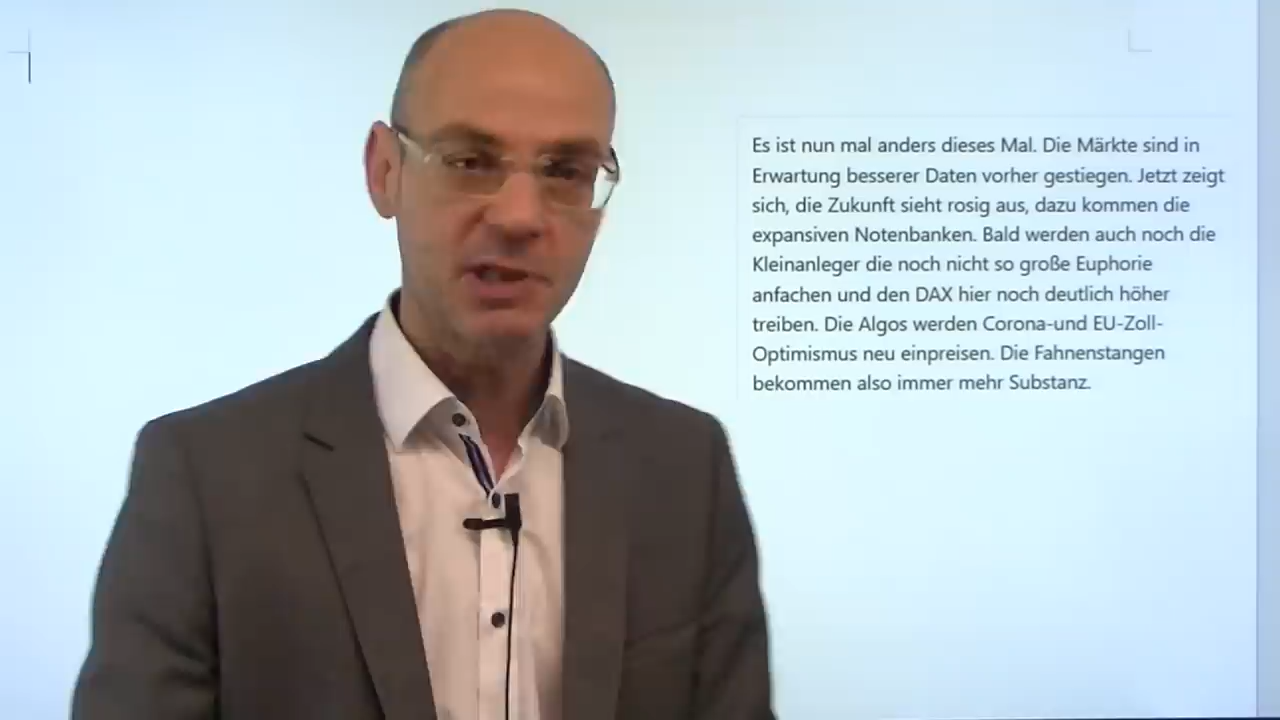 Es ist nun mal anders dieses Mal. Die Märkte sind in
Erwartung besserer Daten vorher gestiegen. Jetzt zeigt
sich, die Zukunft sieht rosig aus, dazu kommen die
expansiven Notenbanken. Bald werden auch noch die
Kleinanleger die noch nicht so große Euphorie
anfachen und den DAX hier noch deutlich höher
treiben. Die Algos werden Corona-und EU-Zoll-
Optimismus neu einpreisen. Die Fahnenstangen
bekommen also immer mehr Substanz.